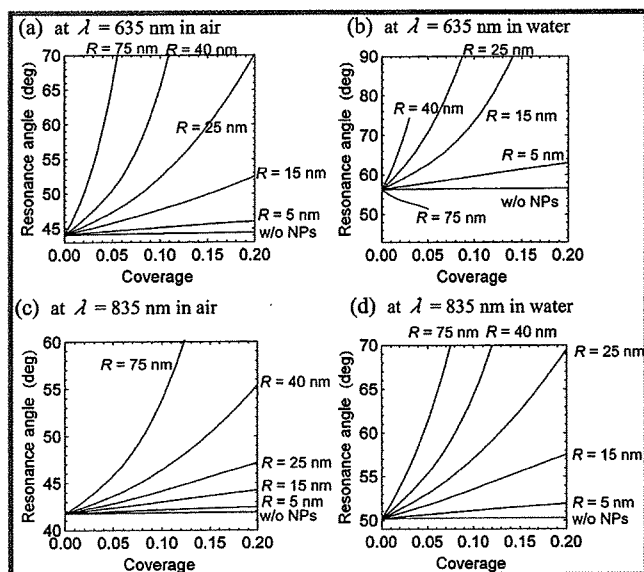 (a) at λ = 635 nm in air
70
65
60
55
50
45
Resonance angle (deg)
R = 75 nm
R = 40 nm
R = 25 nm
R = 15 nm
R = 5 nm
w/o NPs
0.00 0.05 0.10 0.15 0.20
Coverage
(b) at λ = 635 nm in water
90
80
70
60
50
Resonance angle (deg)
R = 25 nm
R = 40 nm
R = 15 nm
R = 5 nm
w/o NPs
R = 75 nm
0.00 0.05 0.10 0.15 0.20
Coverage
(c) at λ = 835 nm in air
60
55
50
45
40
Resonance angle (deg)
R = 75 nm
R = 40 nm
R = 25 nm
R = 15 nm
R = 5 nm
w/o NPs
0.00 0.05 0.10 0.15 0.20
Coverage
(d) at λ = 835 nm in water
70
65
60
55
50
Resonance angle (deg)
R = 75 nm
R = 40 nm
R = 25 nm
R = 15 nm
R = 5 nm
w/o NPs
0.00 0.05 0.10 0.15 0.20
Coverage